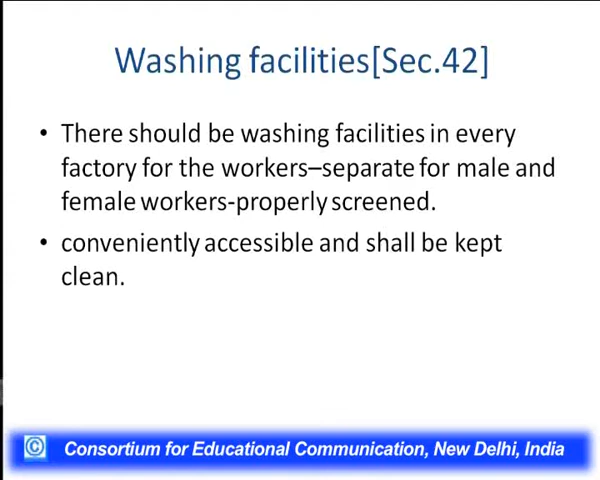 Washing facilities[Sec.42]
• There should be washing facilities in every
factory for the workers–separate for male and
female workers-properly screened.
• conveniently accessible and shall be kept
clean.
© Consortium for Educational Communication, New Delhi, India